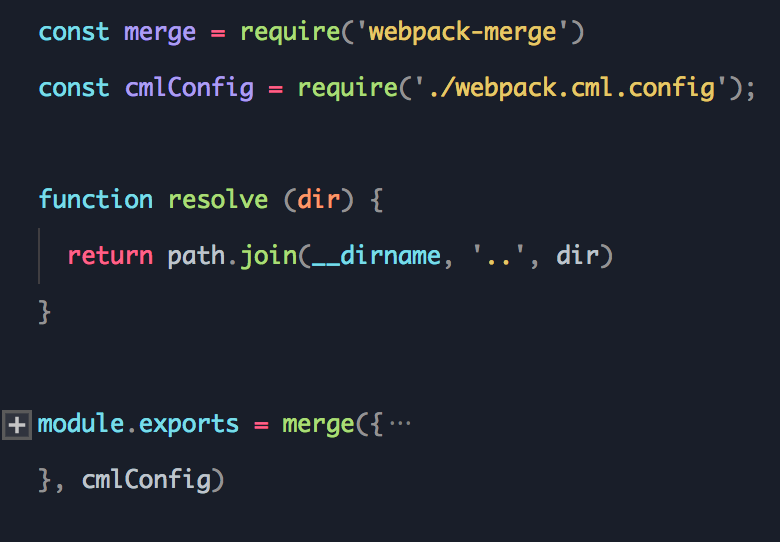 const merge = require('webpack-merge')
const cmlConfig = require('./webpack.cml.config');
function resolve (dir) {
return path.join(__dirname, '..', dir)
}
module.exports = merge({···
}, cmlConfig)